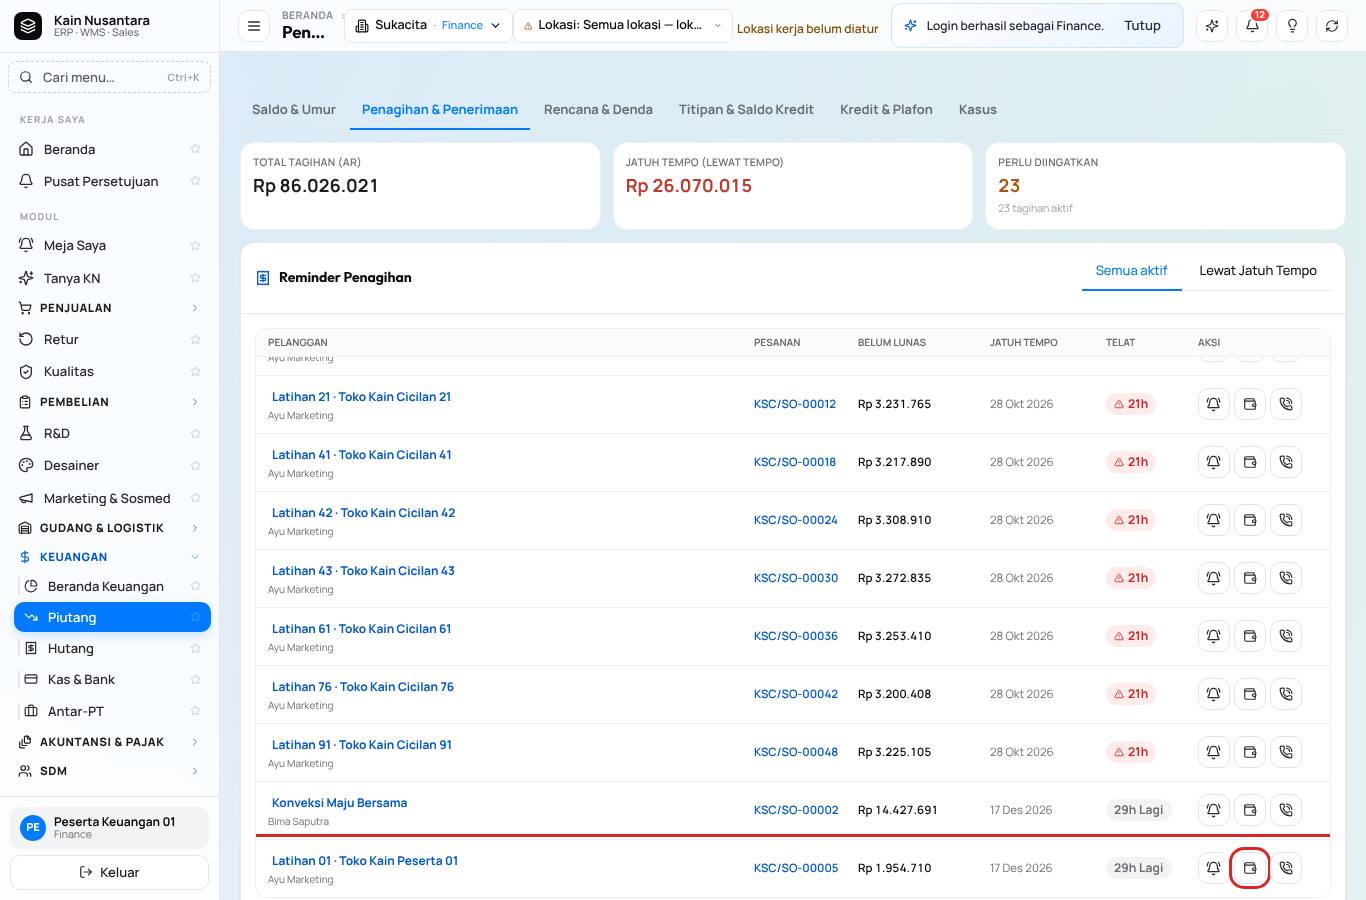 Kain Nusantara
ERP · WMS · Sales
BERANDA
Pen...
Sukacita · Finance
Lokasi: Semua lokasi — lok...
Lokasi kerja belum diatur
Login berhasil sebagai Finance.
Tutup
12
Cari menu...
Ctrl+K
KERJA SAYA
Beranda
Pusat Persetujuan
MODUL
Meja Saya
Tanya KN
PENJUALAN
Retur
Kualitas
PEMBELIAN
R&D
Desainer
Marketing & Sosmed
GUDANG & LOGISTIK
KEUANGAN
Beranda Keuangan
Piutang
Hutang
Kas & Bank
Antar-PT
AKUNTANSI & PAJAK
SDM
PE
Peserta Keuangan 01
Finance
Keluar
Saldo & Umur
Penagihan & Penerimaan
Rencana & Denda
Titipan & Saldo Kredit
Kredit & Plafon
Kasus
TOTAL TAGIHAN (AR)
Rp 86.026.021
JATUH TEMPO (LEWAT TEMPO)
Rp 26.070.015
PERLU DIINGATKAN
23
23 tagihan aktif
Reminder Penagihan
Semua aktif
Lewat Jatuh Tempo
PELANGGAN PESANAN BELUM LUNAS JATUH TEMPO TELAT AKSI
Ayu Marketing
Latihan 21 · Toko Kain Cicilan 21
Ayu Marketing
KSC/SO-00012 Rp 3.231.765 28 Okt 2026 21h
Latihan 41 · Toko Kain Cicilan 41
Ayu Marketing
KSC/SO-00018 Rp 3.217.890 28 Okt 2026 21h
Latihan 42 · Toko Kain Cicilan 42
Ayu Marketing
KSC/SO-00024 Rp 3.308.910 28 Okt 2026 21h
Latihan 43 · Toko Kain Cicilan 43
Ayu Marketing
KSC/SO-00030 Rp 3.272.835 28 Okt 2026 21h
Latihan 61 · Toko Kain Cicilan 61
Ayu Marketing
KSC/SO-00036 Rp 3.253.410 28 Okt 2026 21h
Latihan 76 · Toko Kain Cicilan 76
Ayu Marketing
KSC/SO-00042 Rp 3.200.408 28 Okt 2026 21h
Latihan 91 · Toko Kain Cicilan 91
Ayu Marketing
KSC/SO-00048 Rp 3.225.105 28 Okt 2026 21h
Konveksi Maju Bersama
Bima Saputra
KSC/SO-00002 Rp 14.427.691 17 Des 2026 29h Lagi
Latihan 01 · Toko Kain Peserta 01
Ayu Marketing
KSC/SO-00005 Rp 1.954.710 17 Des 2026 29h Lagi